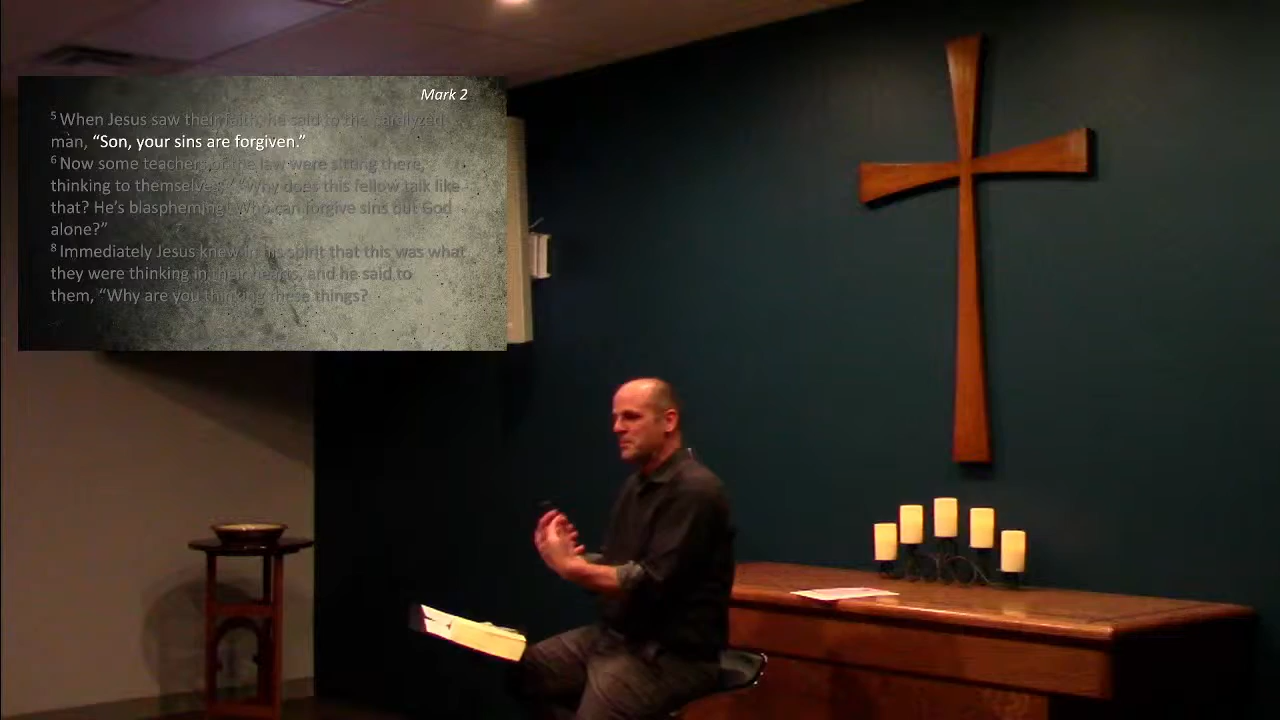 Mark 2
5 When Jesus saw their faith, he said to the paralyzed
man, “Son, your sins are forgiven.”
6 Now some teachers of the law were sitting there,
thinking to themselves, 7 “Why does this fellow talk like
that? He’s blaspheming! Who can forgive sins but God
alone?”
8 Immediately Jesus knew in his spirit that this was what
they were thinking in their hearts, and he said to
them, “Why are you thinking these things?